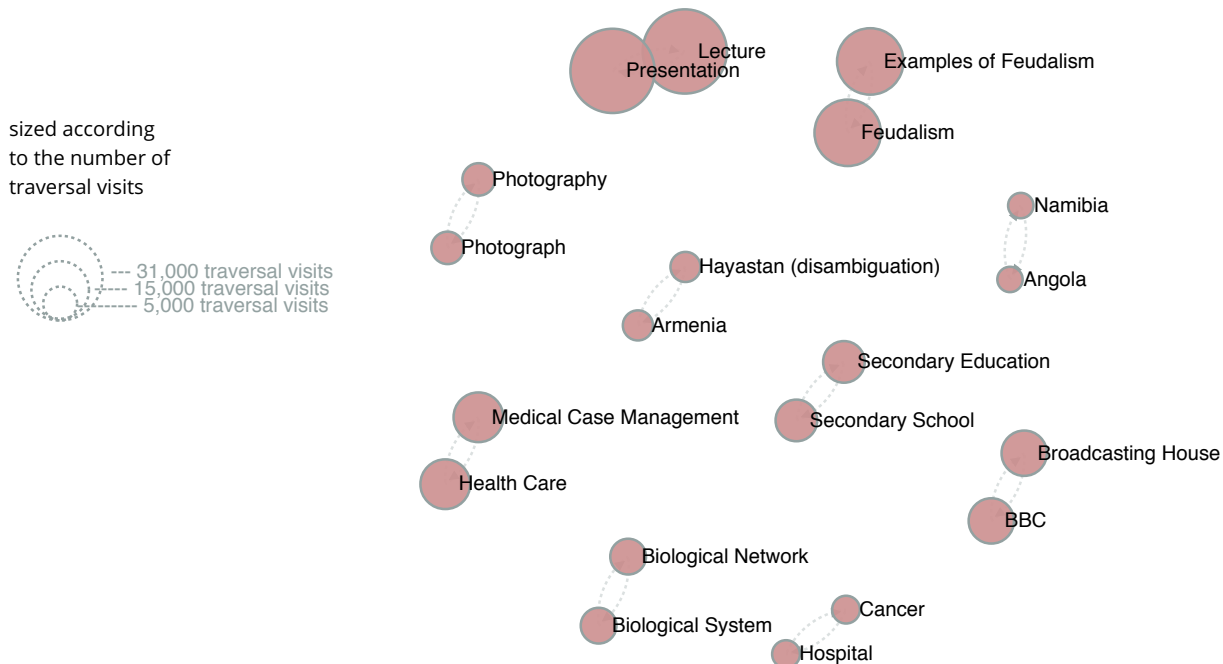 Lecture
Presentation
Examples of Feudalism
Feudalism
sized according
to the number of
traversal visits
Photography
Photograph
Namibia
Angola
Hayastan (disambiguation)
Armenia
31,000 traversal visits
15,000 traversal visits
5,000 traversal visits
Secondary Education
Secondary School
Medical Case Management
Health Care
Broadcasting House
BBC
Biological Network
Biological System
Cancer
Hospital